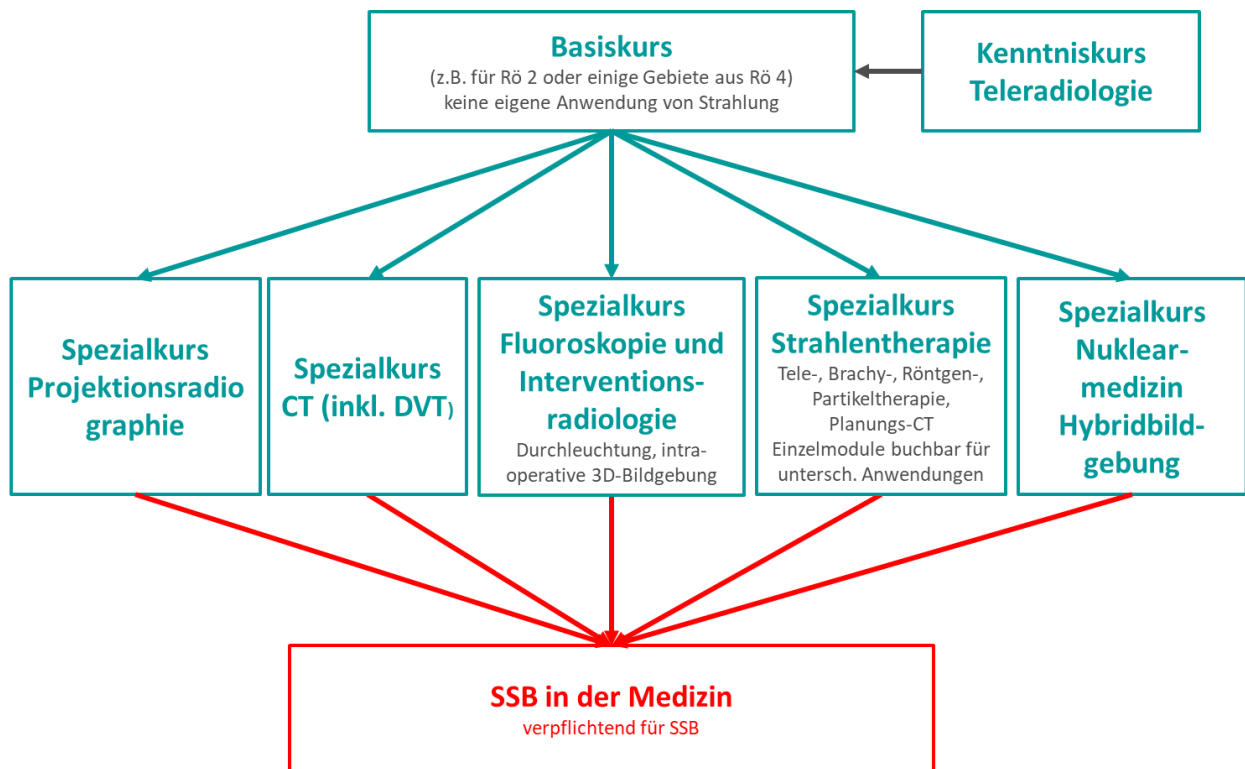 Basiskurs
(z.B. für Rö 2 oder einige Gebiete aus Rö 4)
keine eigene Anwendung von Strahlung
Kenntniskurs
Teleradiologie
Spezialkurs
Projektionsradio
graphie
Spezialkurs
CT (inkl. DVT)
Spezialkurs
Fluoroskopie und
Interventions-
radiologie
Durchleuchtung, intra-
operative 3D-Bildgebung
Spezialkurs
Strahlentherapie
Tele-, Brachy-, Röntgen-,
Partikeltherapie,
Planungs-CT
Einzelmodule buchbar für
untersch. Anwendungen
Spezialkurs
Nuklear-
medizin
Hybridbild-
gebung
SSB in der Medizin
verpflichtend für SSB